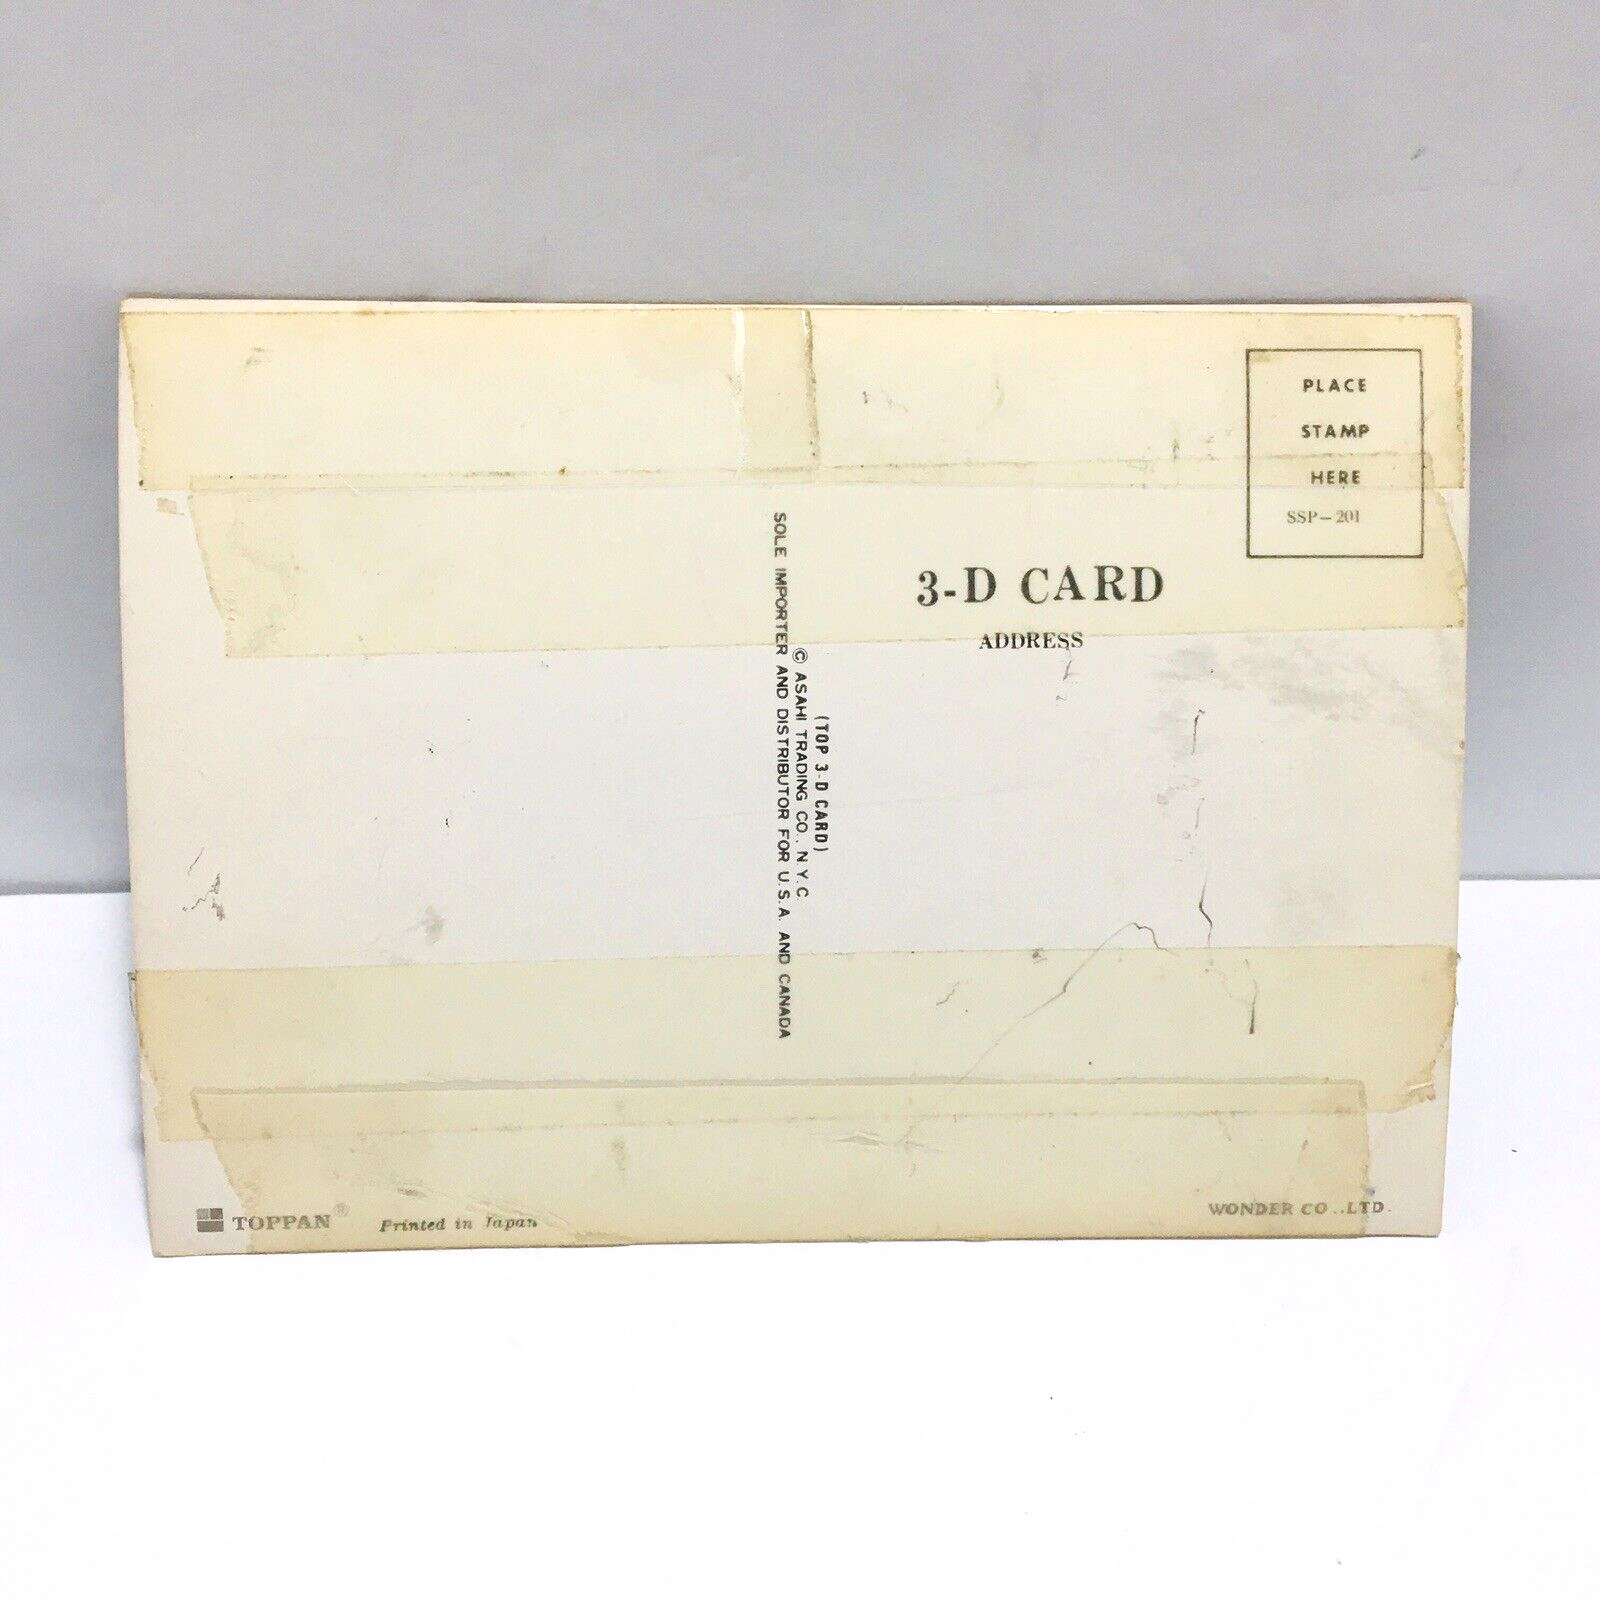 PLACE
STAMP
HERE
SSP-201
3-D CARD
ADDRESS
(TOP 3-D CARD)
© ASAHI TRADING CO., N.Y.C.
SOLE IMPORTER AND DISTRIBUTOR FOR U.S.A. AND CANADA
TOPPAN® Printed in Japan
WONDER CO.,LTD.